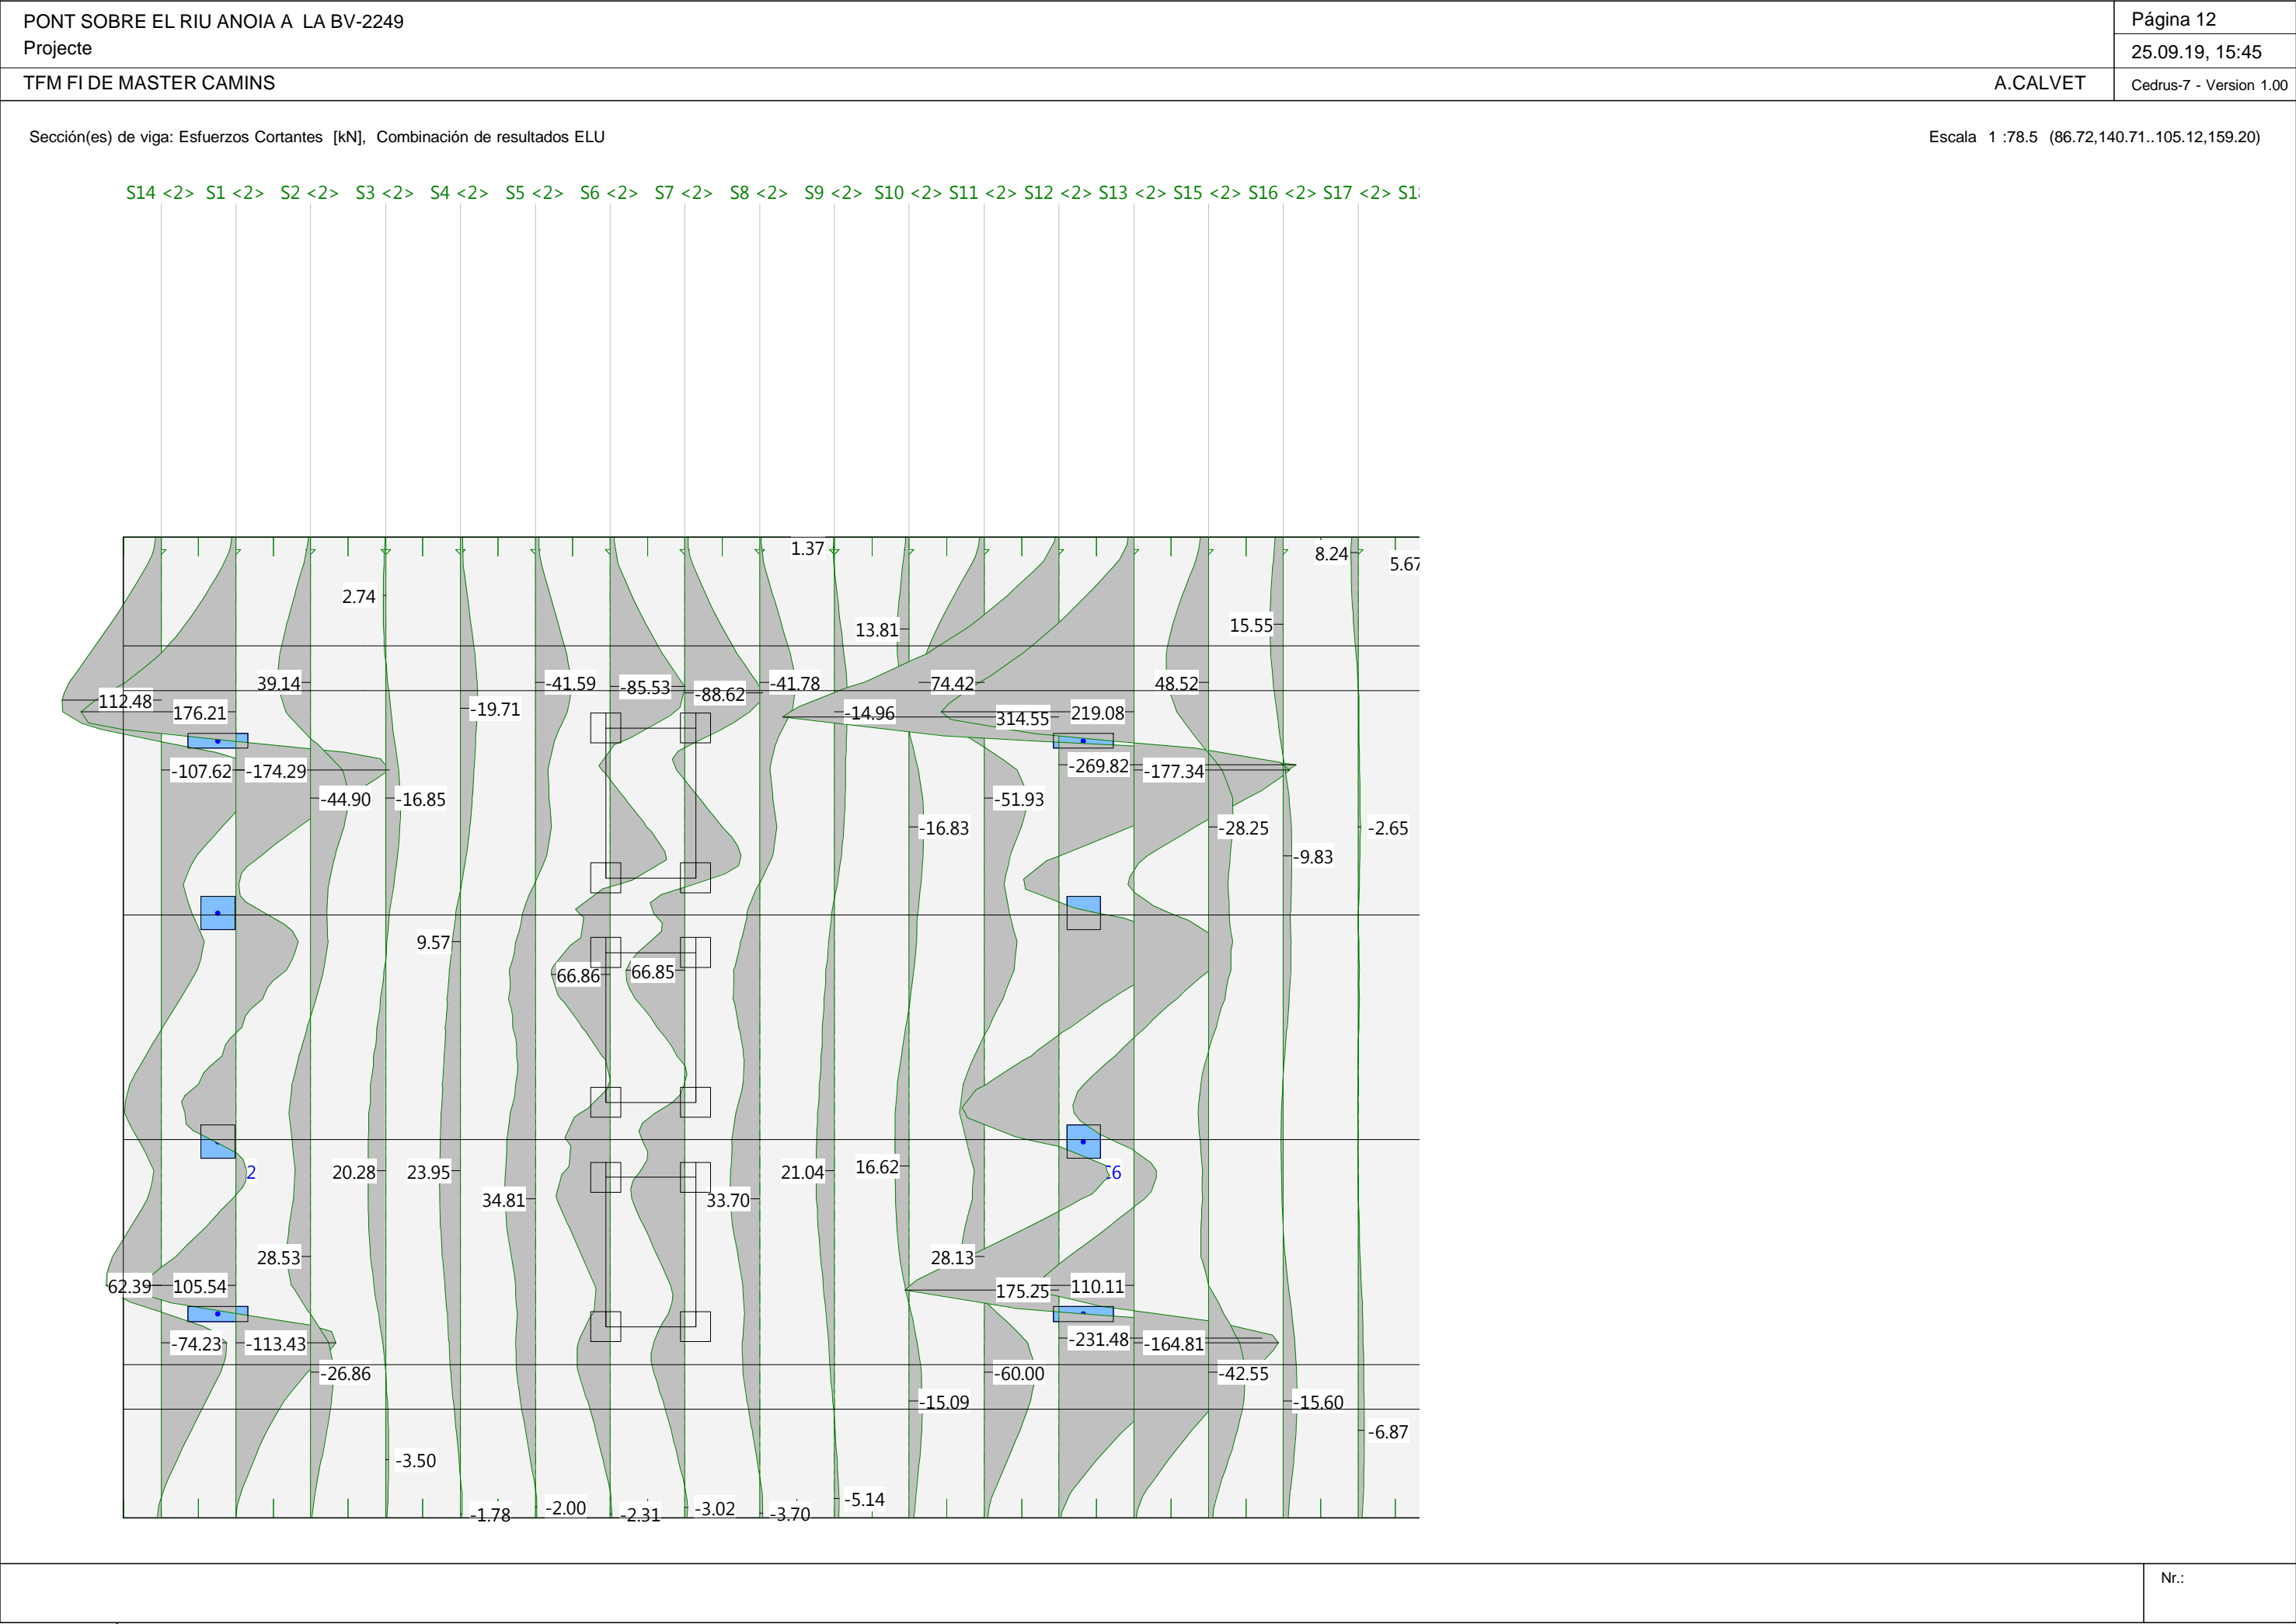 PONT SOBRE EL RIU ANOIA A LA BV-2249
Projecte
Página 12
25.09.19, 15:45
TFM FI DE MASTER CAMINS
A.CALVET
Cedrus-7 - Version 1.00
Sección(es) de viga: Esfuerzos Cortantes [kN], Combinación de resultados ELU
Escala 1 :78.5 (86.72,140.71..105.12,159.20)
S14 <2> S1 <2> S2 <2> S3 <2> S4 <2> S5 <2> S6 <2> S7 <2> S8 <2> S9 <2> S10 <2> S11 <2> S12 <2> S13 <2> S15 <2> S16 <2> S17 <2>
1.37 8.24
5.67
2.74
13.81 15.55
39.14 -41.59 -85.53 -88.62 -41.78 74.42 48.52
112.48 176.21 -19.71 -14.96 314.55 219.08
-107.62 -174.29 -269.82 -177.34
-44.90 -16.85 -51.93
-16.83 -28.25 -2.65
-9.83
9.57
66.86 66.85
2 20.28 23.95 21.04 16.62 6
34.81 33.70
28.53 28.13
62.39 105.54 175.25 110.11
-74.23 -113.43 -231.48 -164.81
-26.86 -60.00 -42.55
-15.09 -15.60
-6.87
-3.50
-5.14
-1.78 -2.00 -2.31 -3.02 -3.70
Nr.: